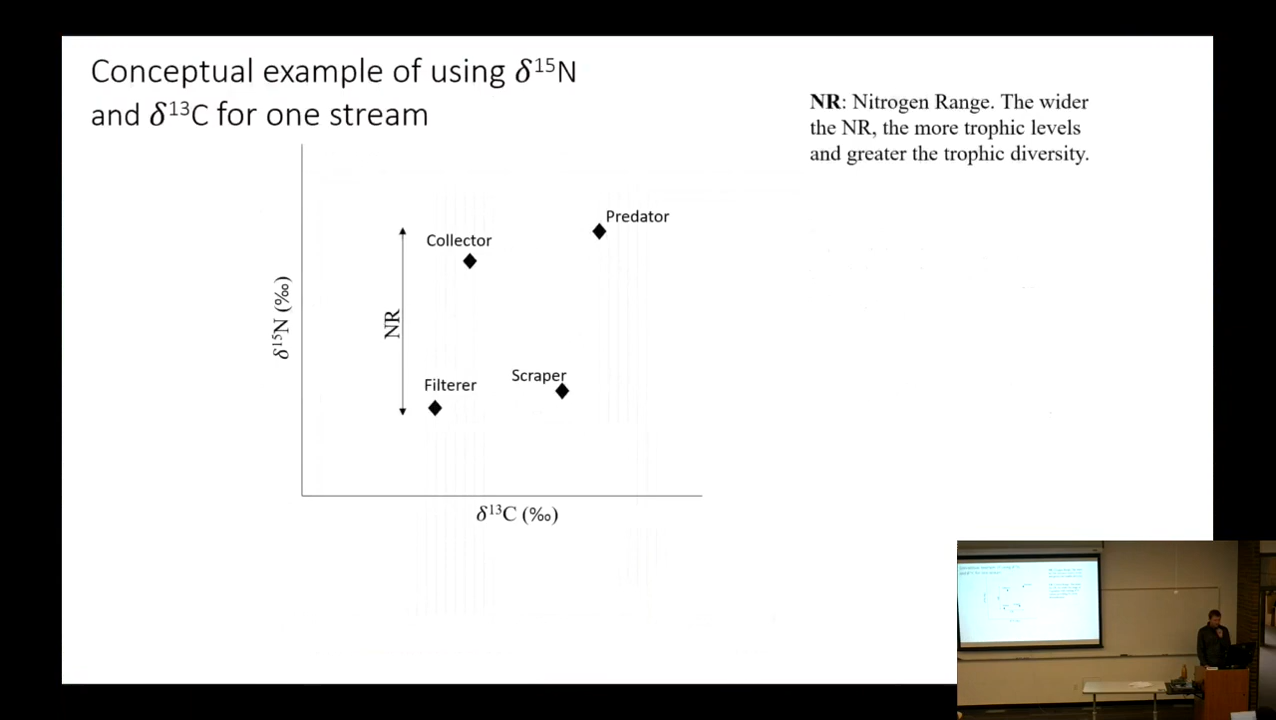 Conceptual example of using δ¹⁵N
and δ¹³C for one stream
NR: Nitrogen Range. The wider
the NR, the more trophic levels
and greater the trophic diversity.
Predator
Collector
NR
δ¹⁵N (‰)
Scraper
Filterer
δ¹³C (‰)